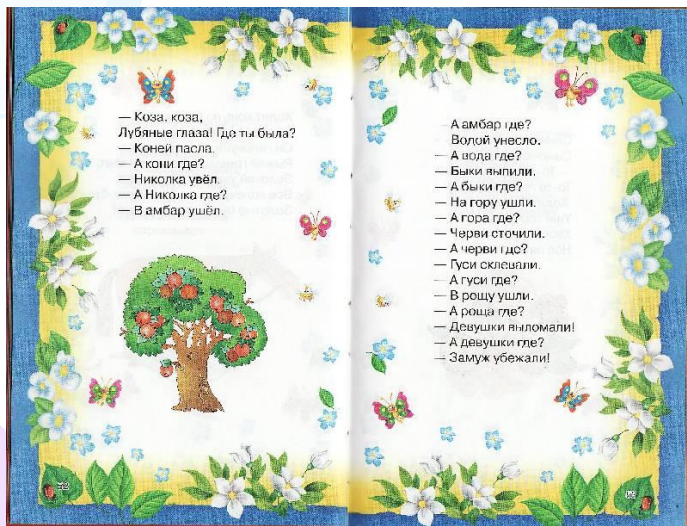 — Коза, коза,
Лубяные глаза! Где ты была?
— Коней пасла.
— А кони где?
— Николка увёл.
— А Николка где?
— В амбар ушёл.
— А амбар где?
— Водой унесло.
— А вода где?
— Быки выпили.
— А быки где?
— На гору ушли.
— А гора где?
— Черви сточили.
— А черви где?
— Гуси склевали.
— А гуси где?
— В рощу ушли.
— А роща где?
— Девушки выломали!
— А девушки где?
— Замуж убежали!